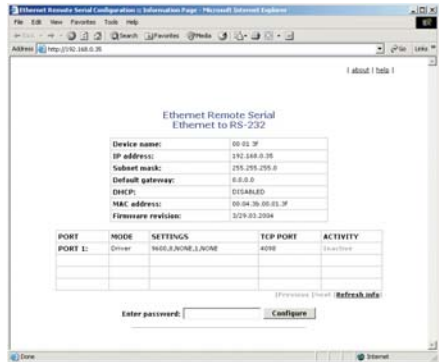 Ethernet Remote Serial Configuration :: Information Page - Microsoft Internet Explorer
File Edit View Favorites Tools Help
Search Favorites Media
Address http://192.168.0.35 Go Links »
| about | help |
Ethernet Remote Serial
Ethernet to RS-232
Device name: 00 01 3F
IP address: 192.168.0.35
Subnet mask: 255.255.255.0
Default gateway: 0.0.0.0
DHCP: DISABLED
MAC address: 00.04.3b.00.01.3f
Firmware revision: 3/29.03.2004
PORT MODE SETTINGS TCP PORT ACTIVITY
PORT 1: Driver 9600,8,NONE,1,NONE 4098 Inactive
|Previous |next |Refresh info|
Enter password: Configure
Done Internet